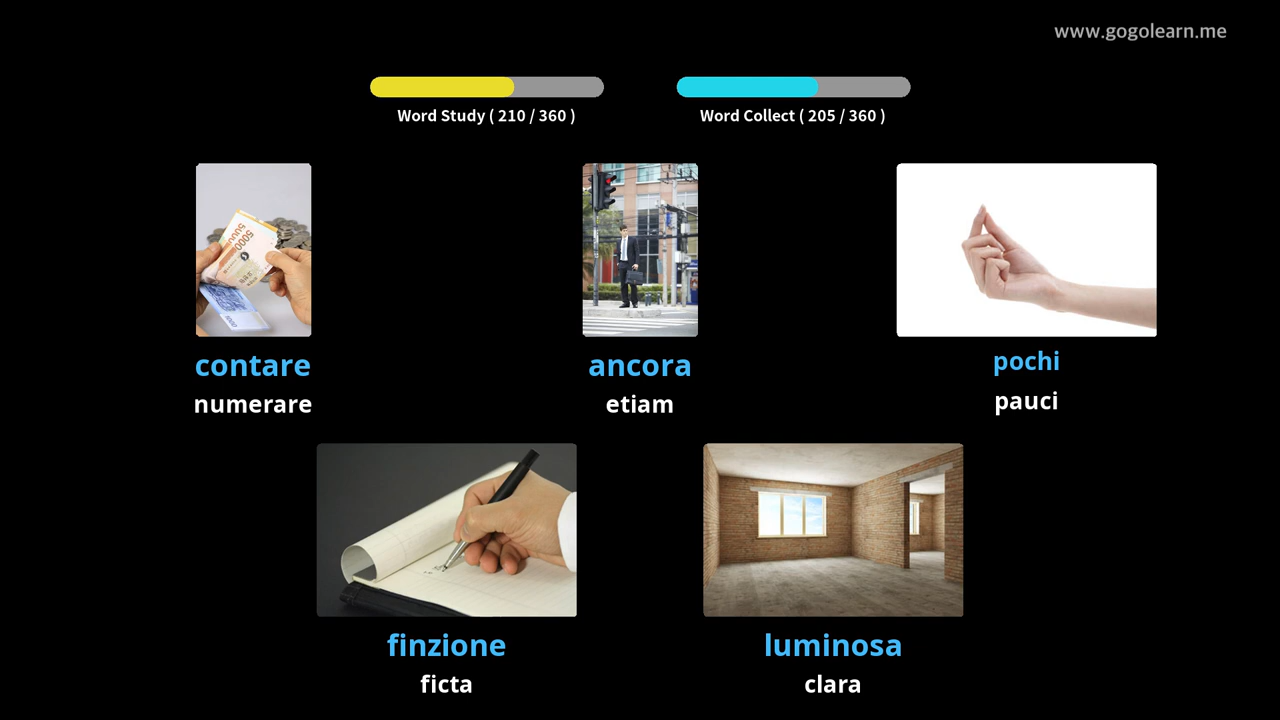 www.gogolearn.me
Word Study ( 210 / 360 )
Word Collect ( 205 / 360 )
contare
numerare
ancora
etiam
pochi
pauci
finzione
ficta
luminosa
clara